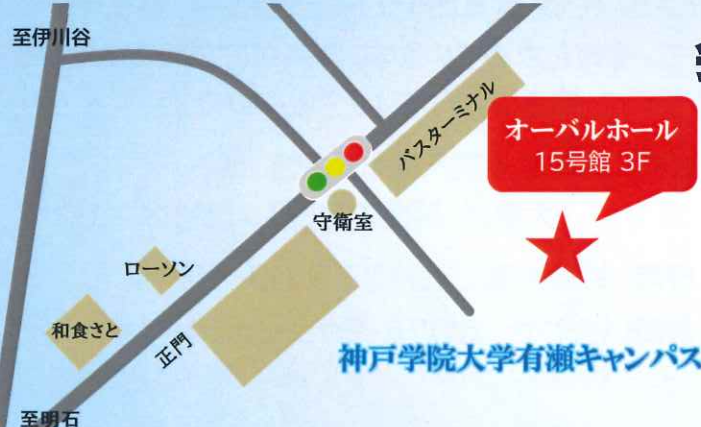 至伊川谷
バスターミナル
オーバルホール
15号館 3F
守衛室
ローソン
和食さと
正門
神戸学院大学有瀬キャンパス
至明石